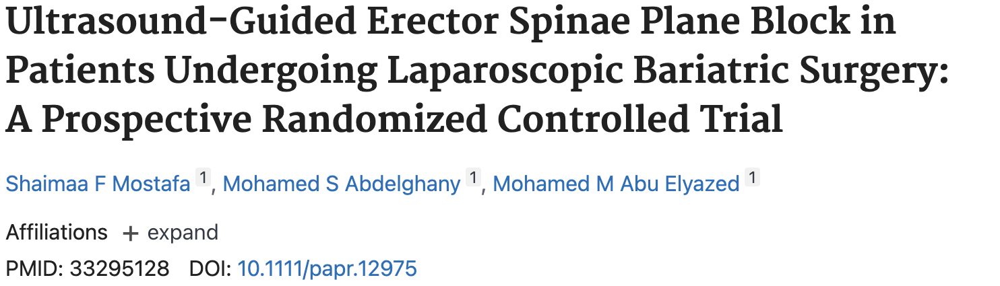 Ultrasound-Guided Erector Spinae Plane Block in
Patients Undergoing Laparoscopic Bariatric Surgery:
A Prospective Randomized Controlled Trial
Shaimaa F Mostafa 1, Mohamed S Abdelghany 1, Mohamed M Abu Elyazed 1
Affiliations + expand
PMID: 33295128 DOI: 10.1111/papr.12975